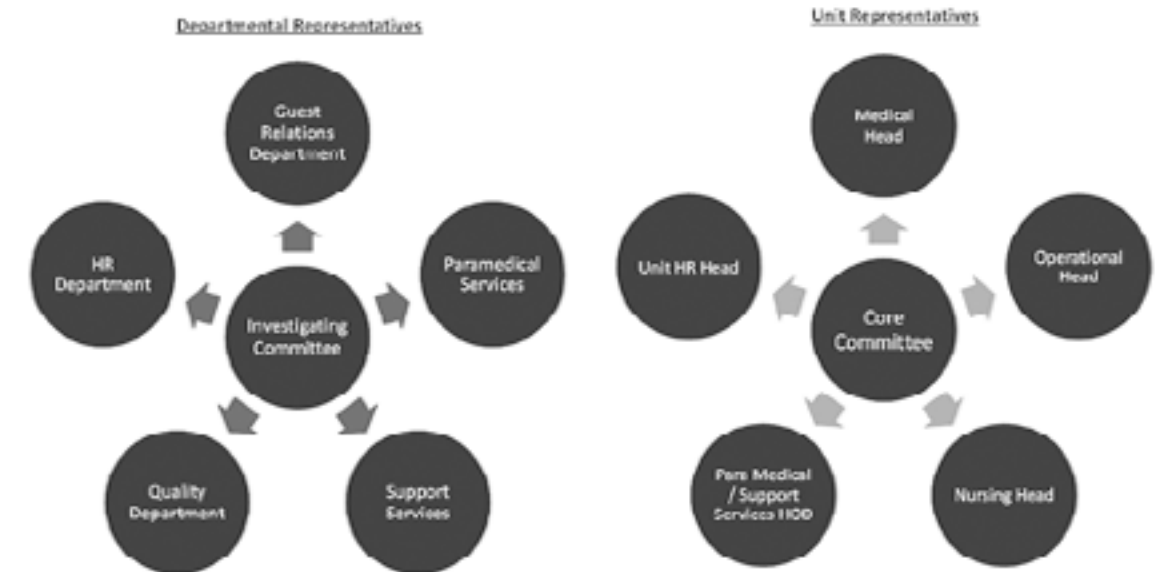 Departmental Representatives
Guest
Relations
Department
HR
Department
Paramedical
Services
Investigating
Committee
Quality
Department
Support
Services
Unit Representatives
Medical
Head
Unit HR Head
Operational
Head
Core
Committee
Para Medical
/ Support
Services HOD
Nursing Head